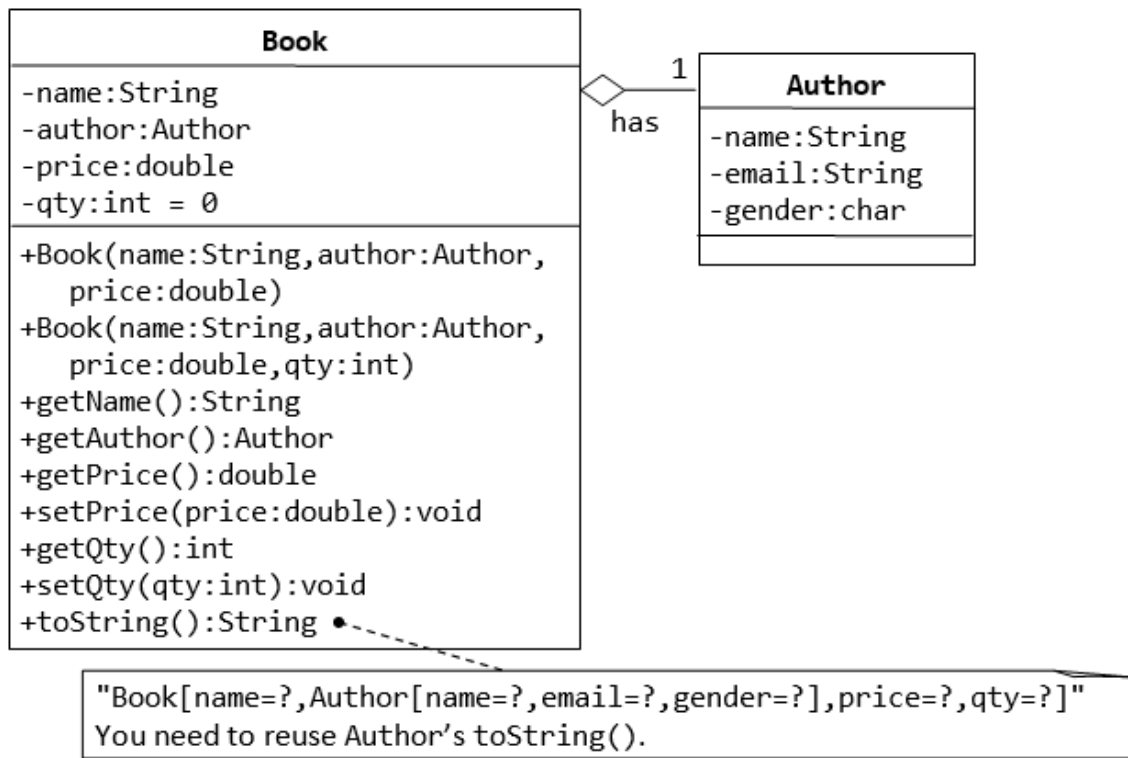 Book
-name:String
-author:Author
-price:double
-qty:int = 0
+Book(name:String,author:Author,
price:double)
+Book(name:String,author:Author,
price:double,qty:int)
+getName():String
+getAuthor():Author
+getPrice():double
+setPrice(price:double):void
+getQty():int
+setQty(qty:int):void
+toString():String
1
has
Author
-name:String
-email:String
-gender:char
"Book[name=?,Author[name=?,email=?,gender=?],price=?,qty=?]"
You need to reuse Author’s toString().